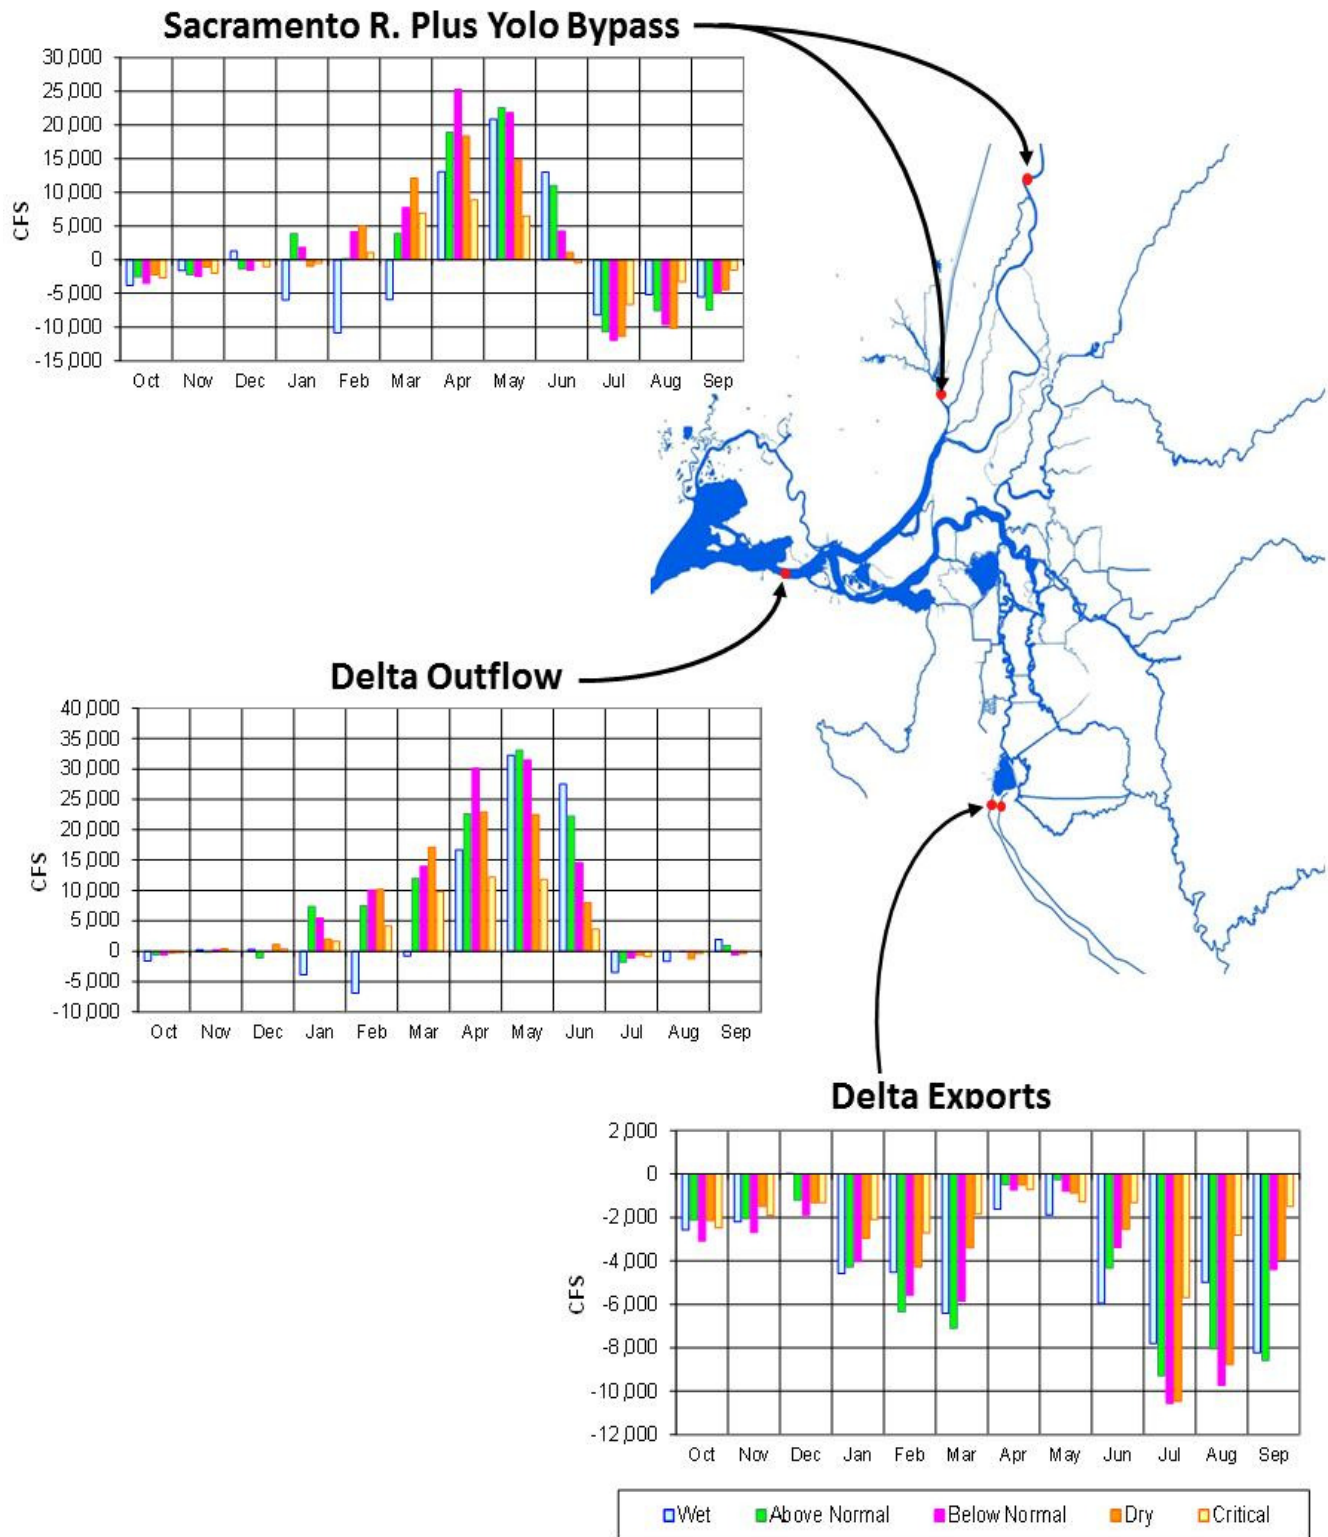 Sacramento R. Plus Yolo Bypass
30,000
25,000
20,000
15,000
10,000
5,000
0
-5,000
-10,000
-15,000
CFS
Oct Nov Dec Jan Feb Mar Apr May Jun Jul Aug Sep
Delta Outflow
40,000
35,000
30,000
25,000
20,000
15,000
10,000
5,000
0
-5,000
-10,000
CFS
Oct Nov Dec Jan Feb Mar Apr May Jun Jul Aug Sep
Delta Exports
2,000
0
-2,000
-4,000
-6,000
-8,000
-10,000
-12,000
CFS
Oct Nov Dec Jan Feb Mar Apr May Jun Jul Aug Sep
Wet Above Normal Below Normal Dry Critical